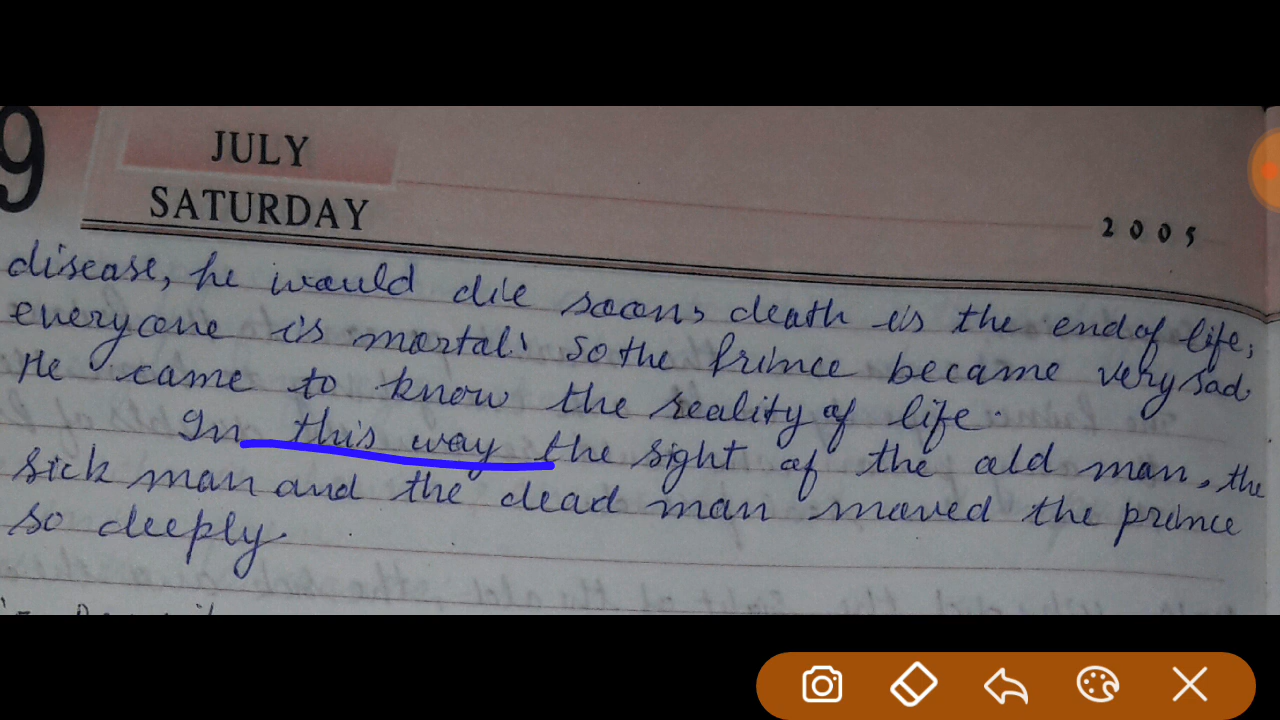 9
JULY
SATURDAY
2005
disease, he would die soon, death is the end of life,
everyone is mortal. So the prince became very sad.
He came to know the reality of life.
In this way the sight of the old man, the
sick man and the dead man moved the prince
so deeply.